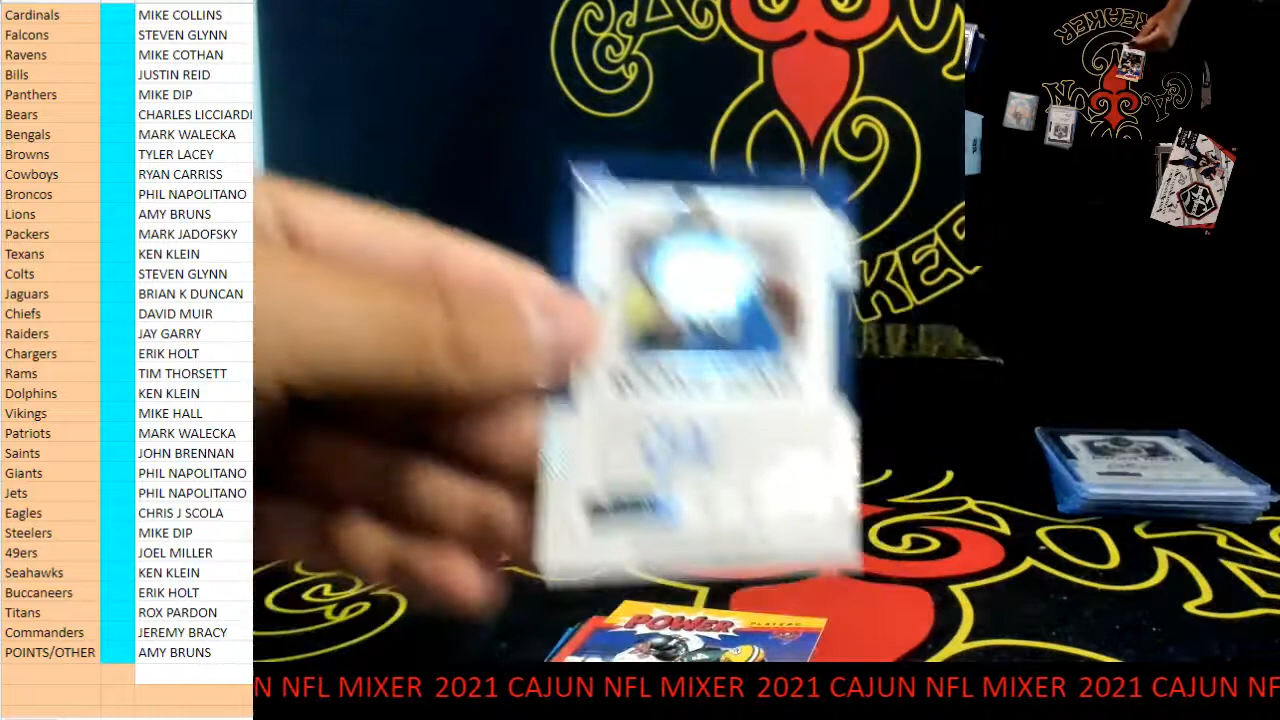 Cardinals MIKE COLLINS
Falcons STEVEN GLYNN
Ravens MIKE COTHAN
Bills JUSTIN REID
Panthers MIKE DIP
Bears CHARLES LICCIARDI
Bengals MARK WALECKA
Browns TYLER LACEY
Cowboys RYAN CARRISS
Broncos PHIL NAPOLITANO
Lions AMY BRUNS
Packers MARK JADOFSKY
Texans KEN KLEIN
Colts STEVEN GLYNN
Jaguars BRIAN K DUNCAN
Chiefs DAVID MUIR
Raiders JAY GARRY
Chargers ERIK HOLT
Rams TIM THORSETT
Dolphins KEN KLEIN
Vikings MIKE HALL
Patriots MARK WALECKA
Saints JOHN BRENNAN
Giants PHIL NAPOLITANO
Jets PHIL NAPOLITANO
Eagles CHRIS J SCOLA
Steelers MIKE DIP
49ers JOEL MILLER
Seahawks KEN KLEIN
Buccaneers ERIK HOLT
Titans ROX PARDON
Commanders JEREMY BRACY
POINTS/OTHER AMY BRUNS
POWER PLAYERS
N NFL MIXER 2021 CAJUN NFL MIXER 2021 CAJUN NFL MIXER 2021 CAJUN NF